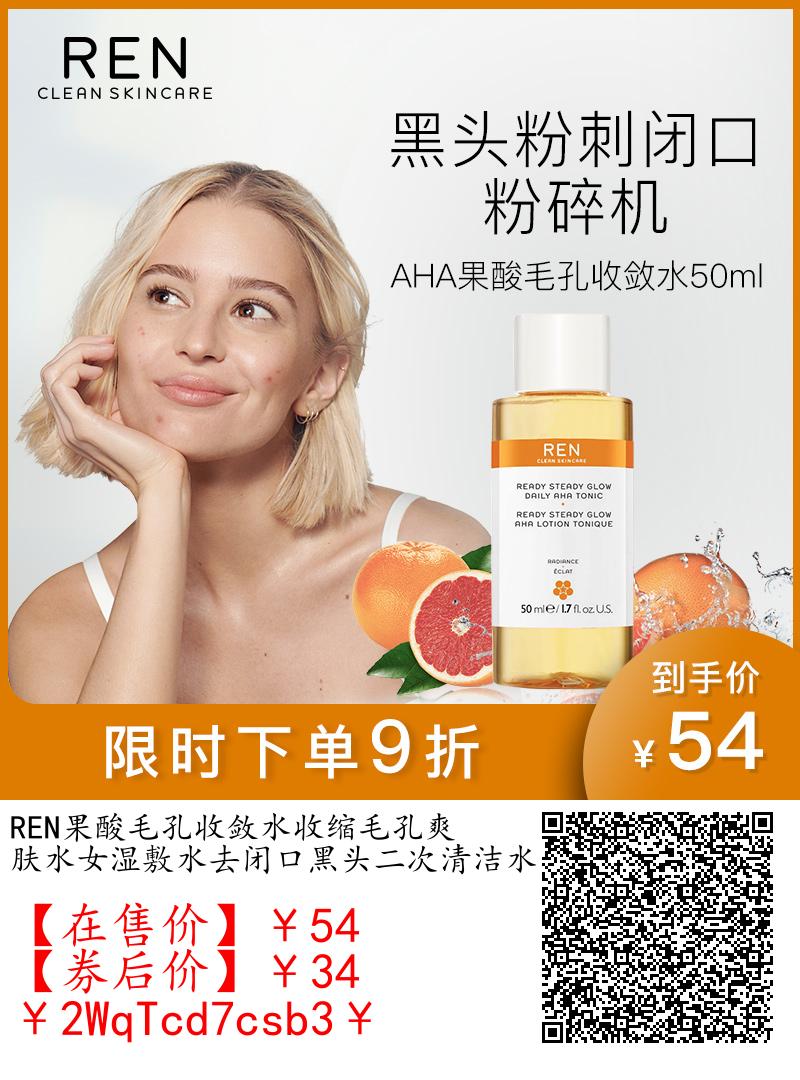 REN
CLEAN SKINCARE
黑头粉刺闭口
粉碎机
AHA果酸毛孔收敛水50ml
REN
CLEAN SKINCARE
READY STEADY GLOW
DAILY AHA TONIC
READY STEADY GLOW
AHA LOTION TONIQUE
RADIANCE
ÉCLAT
50 ml e / 1.7 fl. oz. U.S.
到手价
¥ 54
限时下单9折
REN果酸毛孔收敛水收缩毛孔爽
肤水女湿敷水去闭口黑头二次清洁水
【在售价】￥54
【券后价】￥34
￥2WqTcd7csb3￥